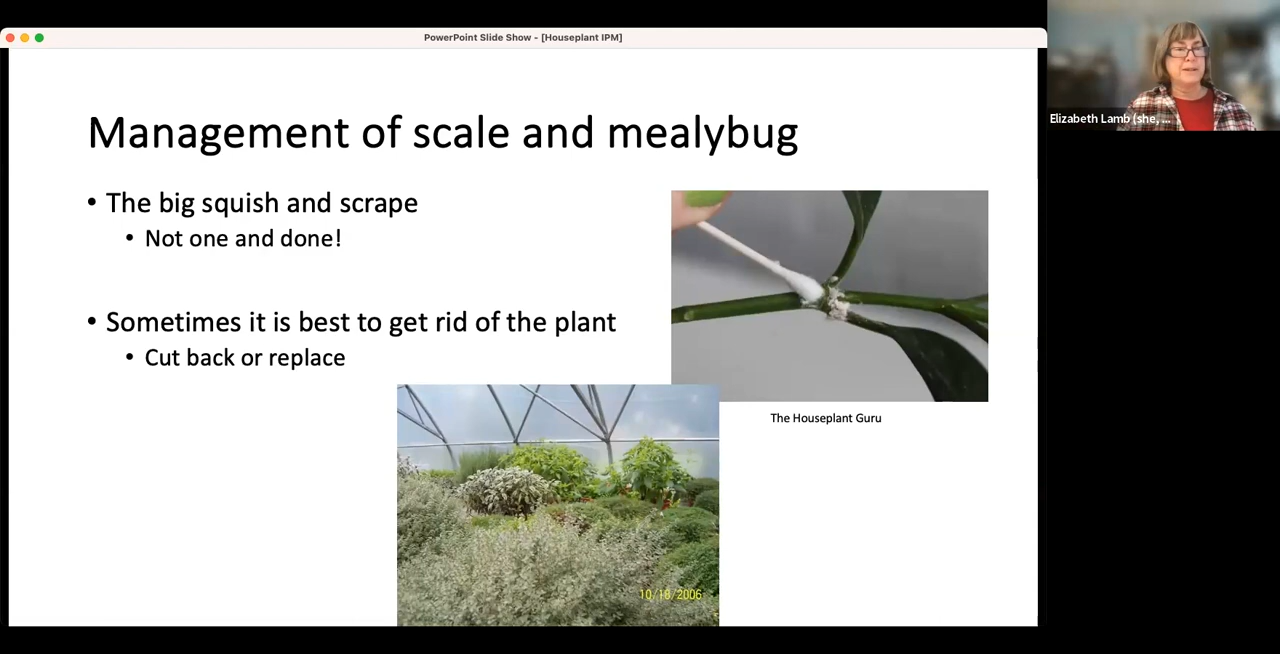 PowerPoint Slide Show - [Houseplant IPM]
Elizabeth Lamb (she, ...
Management of scale and mealybug
• The big squish and scrape
• Not one and done!
• Sometimes it is best to get rid of the plant
• Cut back or replace
The Houseplant Guru
10/18/2006